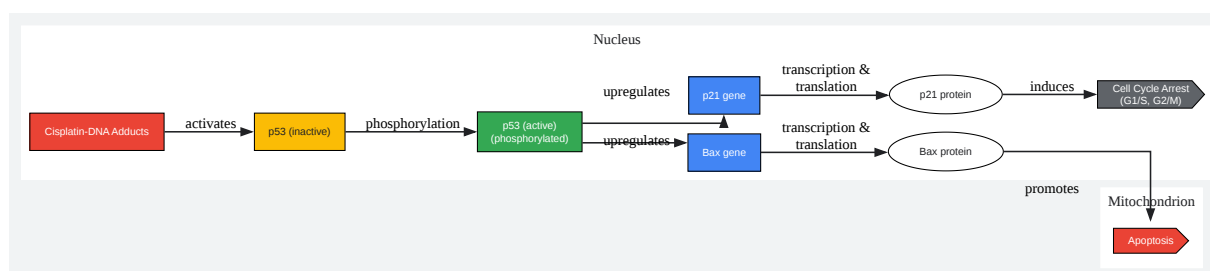 Nucleus
Cisplatin-DNA Adducts
activates
p53 (inactive)
phosphorylation
p53 (active)
(phosphorylated)
upregulates
p21 gene
transcription &
translation
p21 protein
induces
Cell Cycle Arrest
(G1/S, G2/M)
upregulates
Bax gene
transcription &
translation
Bax protein
promotes
Mitochondrion
Apoptosis